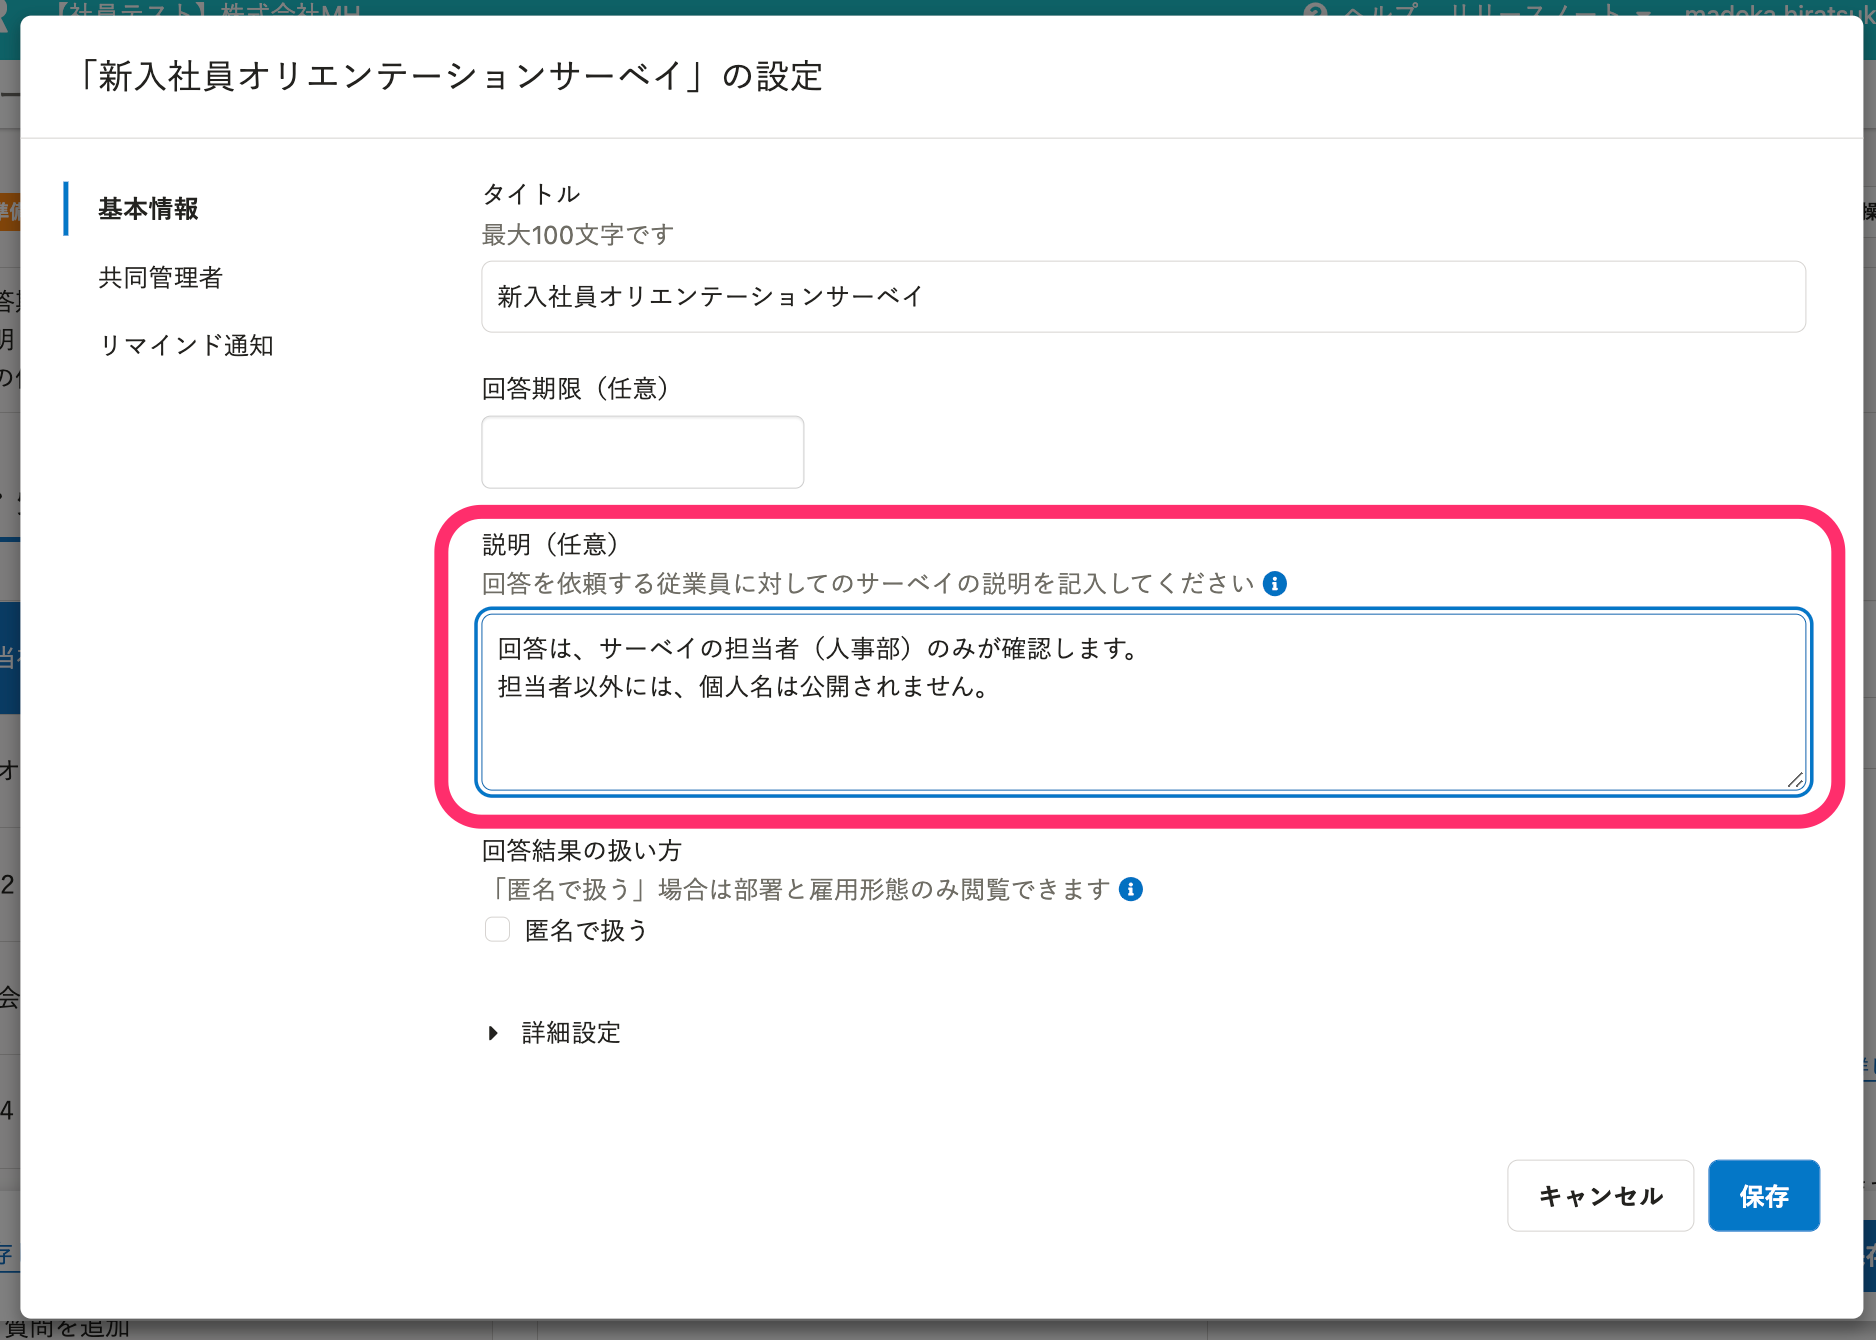 「新入社員オリエンテーションサーベイ」の設定
基本情報
共同管理者
リマインド通知
タイトル
最大100文字です
新入社員オリエンテーションサーベイ
回答期限（任意）
説明（任意）
回答を依頼する従業員に対してのサーベイの説明を記入してください
回答は、サーベイの担当者（人事部）のみが確認します。
担当者以外には、個人名は公開されません。
回答結果の扱い方
「匿名で扱う」場合は部署と雇用形態のみ閲覧できます
匿名で扱う
詳細設定
キャンセル
保存
質問を追加